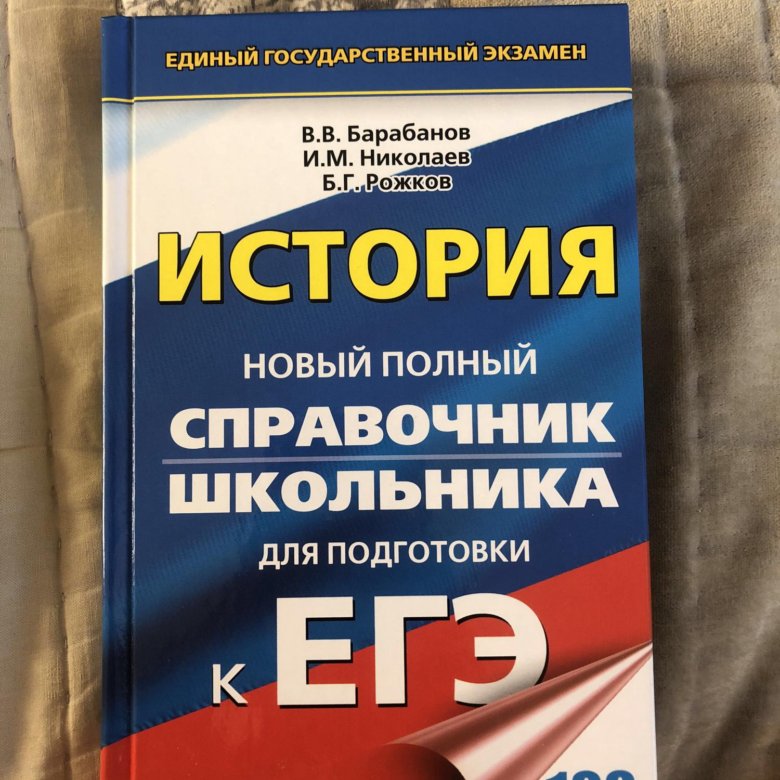 ЕДИНЫЙ ГОСУДАРСТВЕННЫЙ ЭКЗАМЕН
В.В. Барабанов
И.М. Николаев
Б.Г. Рожков
ИСТОРИЯ
НОВЫЙ ПОЛНЫЙ
СПРАВОЧНИК
ШКОЛЬНИКА
ДЛЯ ПОДГОТОВКИ
К ЕГЭ